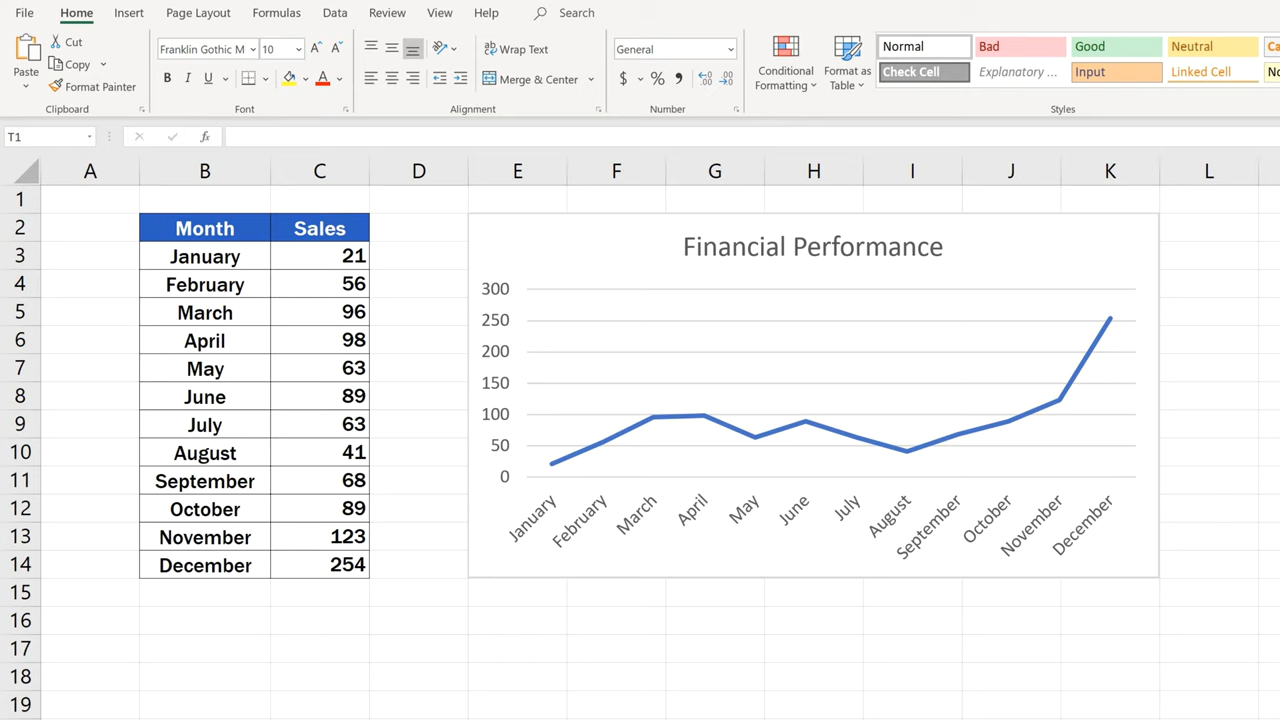 File Home Insert Page Layout Formulas Data Review View Help Search
Paste
Cut
Copy
Format Painter
Clipboard
Franklin Gothic M 10 A A
B I U A
Font
ab Wrap Text
Merge & Center
Alignment
General
$ % 9 .00
Number
Conditional
Formatting
Format as
Table
Normal Bad Good Neutral
Check Cell Explanatory ... Input Linked Cell
Styles
T1 fx
A B C D E F G H I J K L
1
2 Month Sales
3 January 21
4 February 56
5 March 96
6 April 98
7 May 63
8 June 89
9 July 63
10 August 41
11 September 68
12 October 89
13 November 123
14 December 254
15
16
17
18
19
Financial Performance
300
250
200
150
100
50
0
January February March April May June July August September October November December